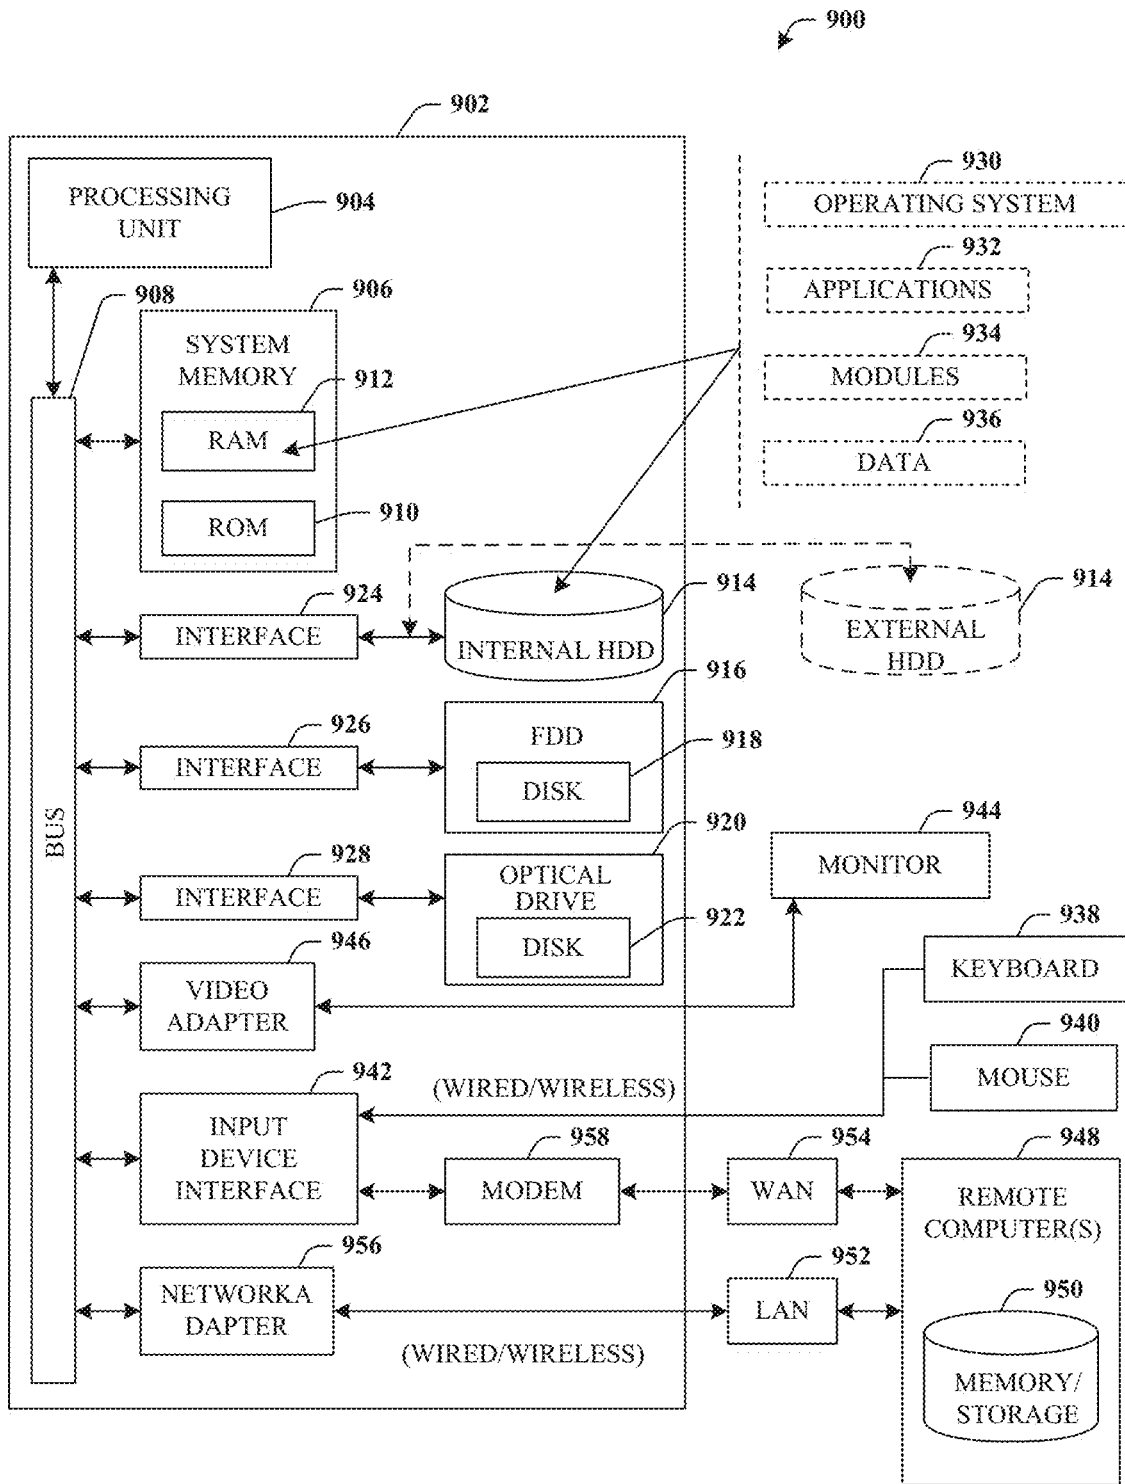 900
902
PROCESSING
UNIT
904
908
906
SYSTEM
MEMORY
912
RAM
ROM
910
930
OPERATING SYSTEM
932
APPLICATIONS
934
MODULES
936
DATA
924
INTERFACE
914
INTERNAL HDD
914
EXTERNAL
HDD
916
926
INTERFACE
FDD
918
DISK
BUS
920
928
INTERFACE
OPTICAL
DRIVE
922
DISK
944
MONITOR
946
VIDEO
ADAPTER
938
KEYBOARD
940
MOUSE
942
(WIRED/WIRELESS)
INPUT
DEVICE
INTERFACE
958
MODEM
954
WAN
948
REMOTE
COMPUTER(S)
956
NETWORKA
DAPTER
952
LAN
(WIRED/WIRELESS)
950
MEMORY/
STORAGE